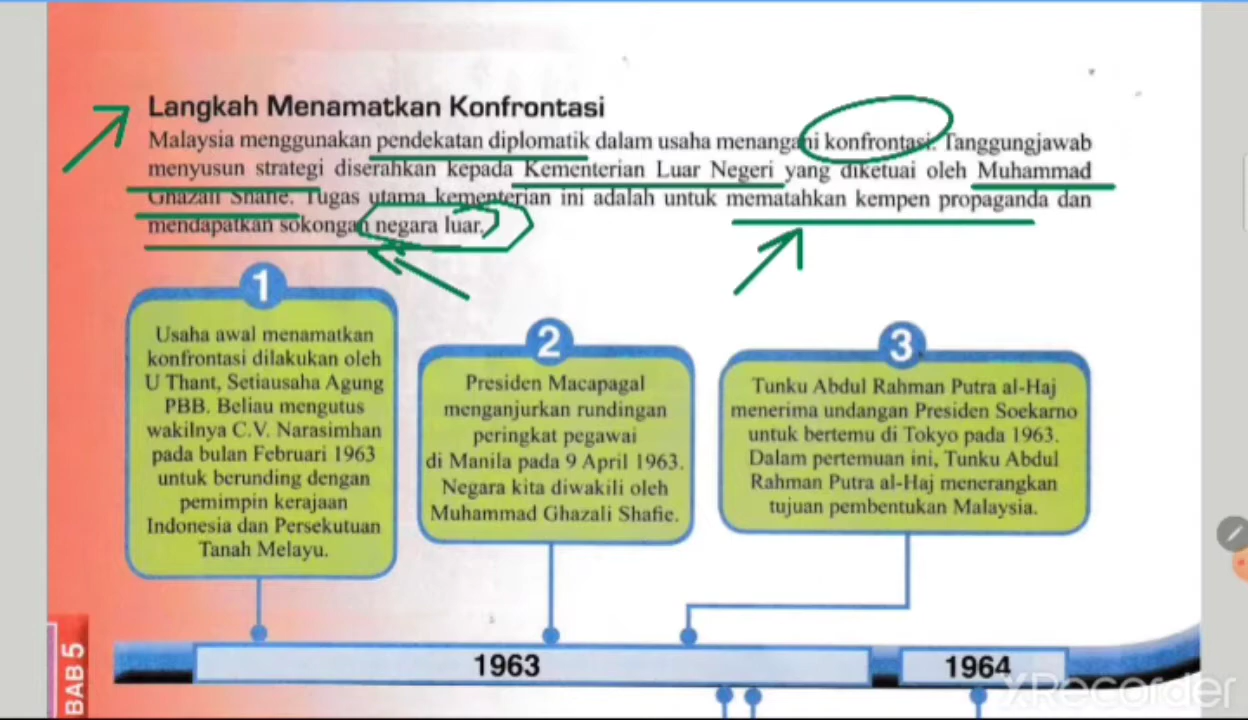 Langkah Menamatkan Konfrontasi
Malaysia menggunakan pendekatan diplomatik dalam usaha menangani konfrontasi. Tanggungjawab
menyusun strategi diserahkan kepada Kementerian Luar Negeri yang diketuai oleh Muhammad
Ghazali Shafie. Tugas utama kementerian ini adalah untuk mematahkan kempen propaganda dan
mendapatkan sokongan negara luar.
1
Usaha awal menamatkan
konfrontasi dilakukan oleh
U Thant, Setiausaha Agung
PBB. Beliau mengutus
wakilnya C.V. Narasimhan
pada bulan Februari 1963
untuk berunding dengan
pemimpin kerajaan
Indonesia dan Persekutuan
Tanah Melayu.
2
Presiden Macapagal
menganjurkan rundingan
peringkat pegawai
di Manila pada 9 April 1963.
Negara kita diwakili oleh
Muhammad Ghazali Shafie.
3
Tunku Abdul Rahman Putra al-Haj
menerima undangan Presiden Soekarno
untuk bertemu di Tokyo pada 1963.
Dalam pertemuan ini, Tunku Abdul
Rahman Putra al-Haj menerangkan
tujuan pembentukan Malaysia.
1963
1964
BAB 5
XRecorder